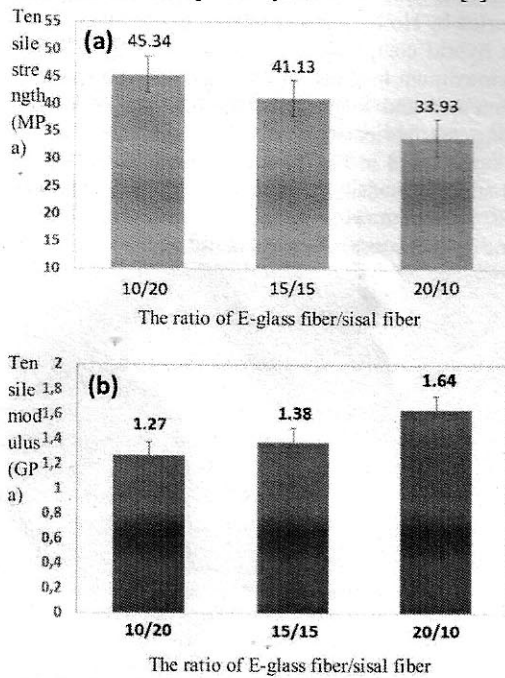 Ten
sile
stre
ngth
(MP
a)
55
50
45
40
35
30
25
20
15
10
(a)
45.34
41.13
33.93
10/20 15/15 20/10
The ratio of E-glass fiber/sisal fiber
Ten
sile
mod
ulus
(GP
a)
2
1,8
1,6
1,4
1,2
1
0,8
0,6
0,4
0,2
0
(b)
1.27
1.38
1.64
10/20 15/15 20/10
The ratio of E-glass fiber/sisal fiber